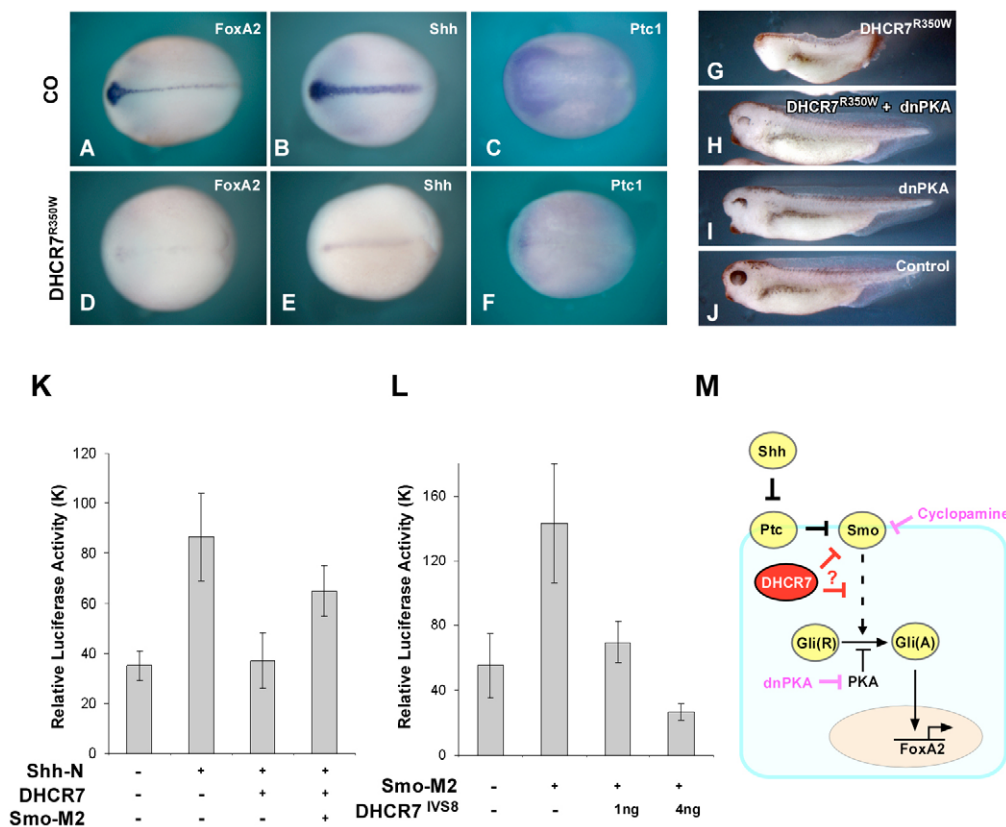 FoxA2
Shh
Ptc1
CO
A
B
C
FoxA2
Shh
Ptc1
DHCR7R350W
D
E
F
DHCR7R350W
G
DHCR7R350W + dnPKA
H
dnPKA
I
Control
J
K
Relative Luciferase Activity (K)
120
100
80
60
40
20
0
Shh-N - + + +
DHCR7 - - + +
Smo-M2 - - - +
L
Relative Luciferase Activity (K)
160
120
80
40
0
Smo-M2 - + + +
DHCR7 IVS8 - - 1ng 4ng
M
Shh
Ptc
Smo
Cyclopamine
DHCR7
?
Gli(R)
Gli(A)
dnPKA
PKA
FoxA2